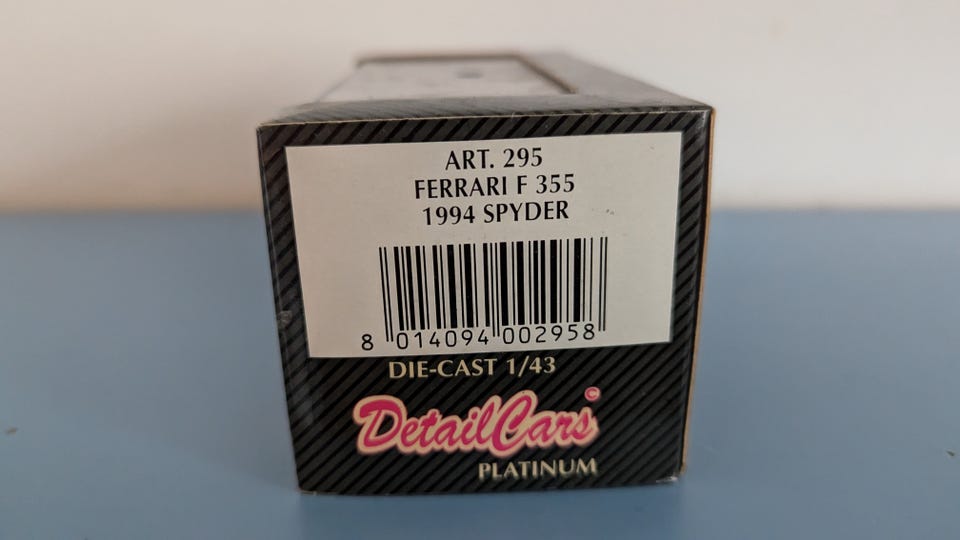 ART. 295
FERRARI F 355
1994 SPYDER
8 014094 002958
DIE-CAST 1/43
DetailCars©
PLATINUM